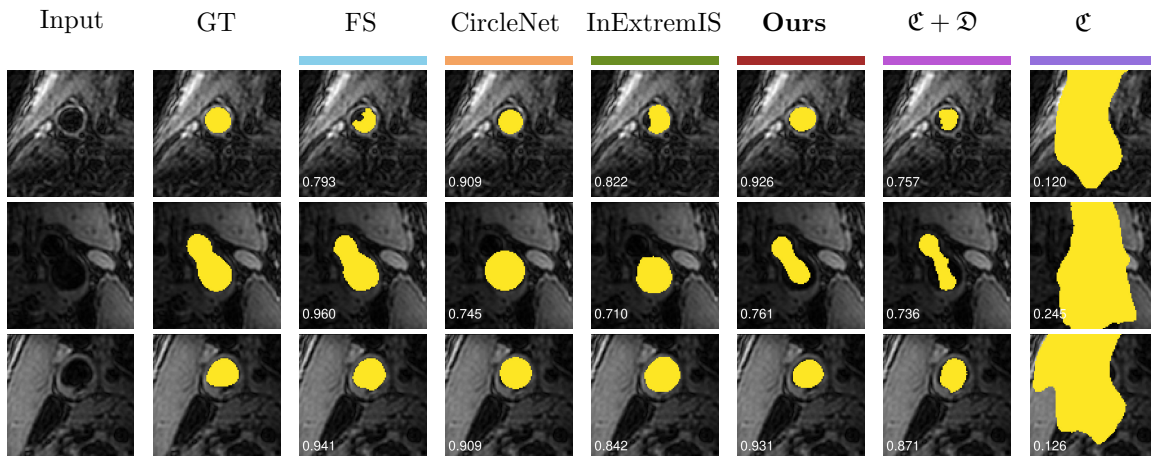 Input GT FS CircleNet InExtremIS Ours ℭ + 𝔇 ℭ
0.793 0.909 0.822 0.926 0.757 0.120
0.960 0.745 0.710 0.761 0.736 0.245
0.941 0.909 0.842 0.931 0.871 0.126